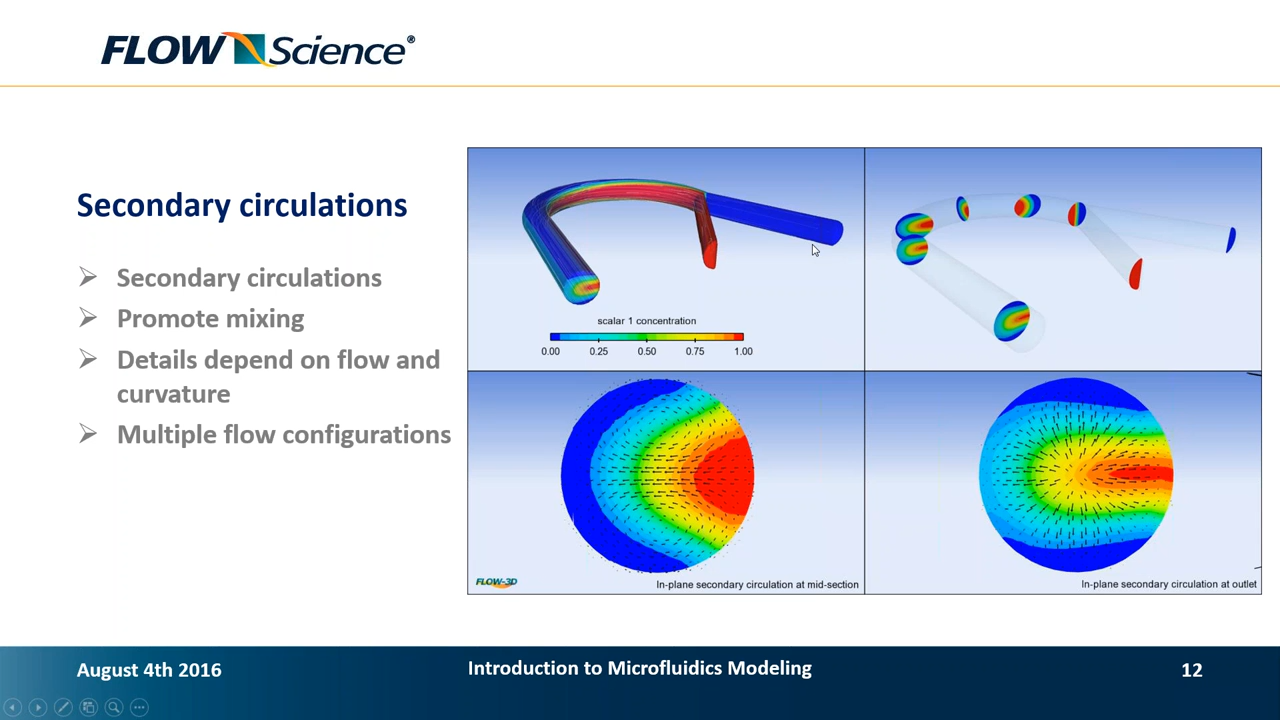 FLOW Science®
Secondary circulations
Secondary circulations
Promote mixing
Details depend on flow and
curvature
Multiple flow configurations
scalar 1 concentration
0.00 0.25 0.50 0.75 1.00
FLOW-3D
In-plane secondary circulation at mid-section
In-plane secondary circulation at outlet
August 4th 2016
Introduction to Microfluidics Modeling
12